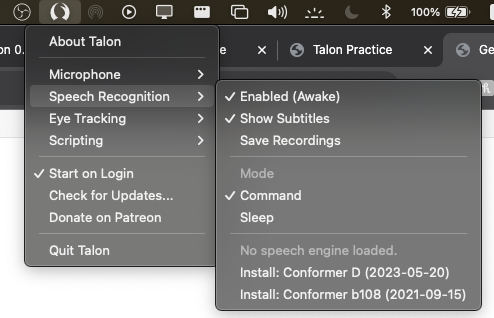 100%
e
Talon Practice
Ge
on 0.
About Talon
Microphone
Speech Recognition
Eye Tracking
Scripting
Start on Login
Check for Updates...
Donate on Patreon
Quit Talon
Enabled (Awake)
Show Subtitles
Save Recordings
Mode
Command
Sleep
No speech engine loaded.
Install: Conformer D (2023-05-20)
Install: Conformer b108 (2021-09-15)